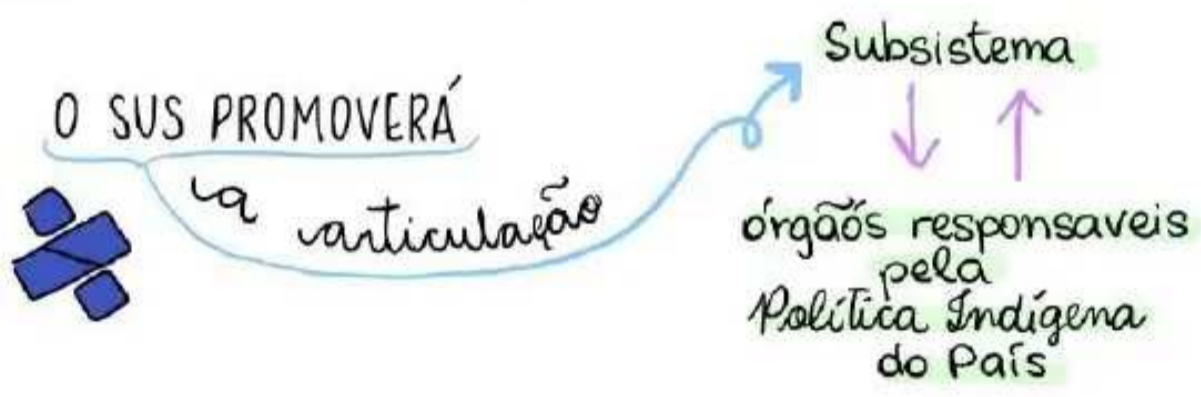 O SUS PROMOVERÁ
a articulação
Subsistema
órgãos responsaveis
pela
Política Indígena
do País